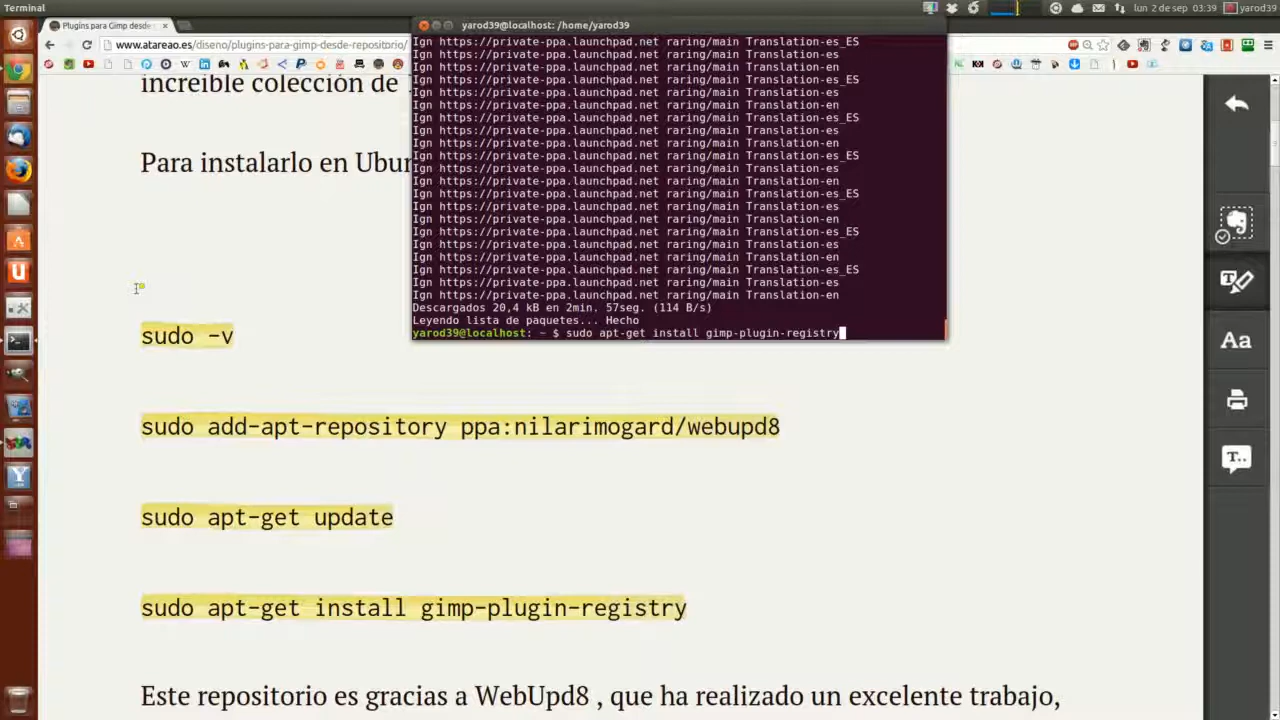 Terminal
lun 2 de sep 03:39 yarod39
Plugins para Gimp desde
www.atareao.es/diseno/plugins-para-gimp-desde-repositorio/
yarod39@localhost: /home/yarod39
Ign https://private-ppa.launchpad.net raring/main Translation-es_ES
Ign https://private-ppa.launchpad.net raring/main Translation-es
Ign https://private-ppa.launchpad.net raring/main Translation-en
Ign https://private-ppa.launchpad.net raring/main Translation-es_ES
Ign https://private-ppa.launchpad.net raring/main Translation-es
Ign https://private-ppa.launchpad.net raring/main Translation-en
Ign https://private-ppa.launchpad.net raring/main Translation-es_ES
Ign https://private-ppa.launchpad.net raring/main Translation-es
Ign https://private-ppa.launchpad.net raring/main Translation-en
Ign https://private-ppa.launchpad.net raring/main Translation-es_ES
Ign https://private-ppa.launchpad.net raring/main Translation-es
Ign https://private-ppa.launchpad.net raring/main Translation-en
Ign https://private-ppa.launchpad.net raring/main Translation-es_ES
Ign https://private-ppa.launchpad.net raring/main Translation-es
Ign https://private-ppa.launchpad.net raring/main Translation-en
Ign https://private-ppa.launchpad.net raring/main Translation-es_ES
Ign https://private-ppa.launchpad.net raring/main Translation-es
Ign https://private-ppa.launchpad.net raring/main Translation-en
Ign https://private-ppa.launchpad.net raring/main Translation-es_ES
Ign https://private-ppa.launchpad.net raring/main Translation-es
Ign https://private-ppa.launchpad.net raring/main Translation-en
Descargados 20,4 kB en 2min. 57seg. (114 B/s)
Leyendo lista de paquetes... Hecho
yarod39@localhost: ~ $ sudo apt-get install gimp-plugin-registry
increíble colección de
Para instalarlo en Ubun
sudo -v
sudo add-apt-repository ppa:nilarimogard/webupd8
sudo apt-get update
sudo apt-get install gimp-plugin-registry
Este repositorio es gracias a WebUpd8 , que ha realizado un excelente trabajo,
Aa
T..